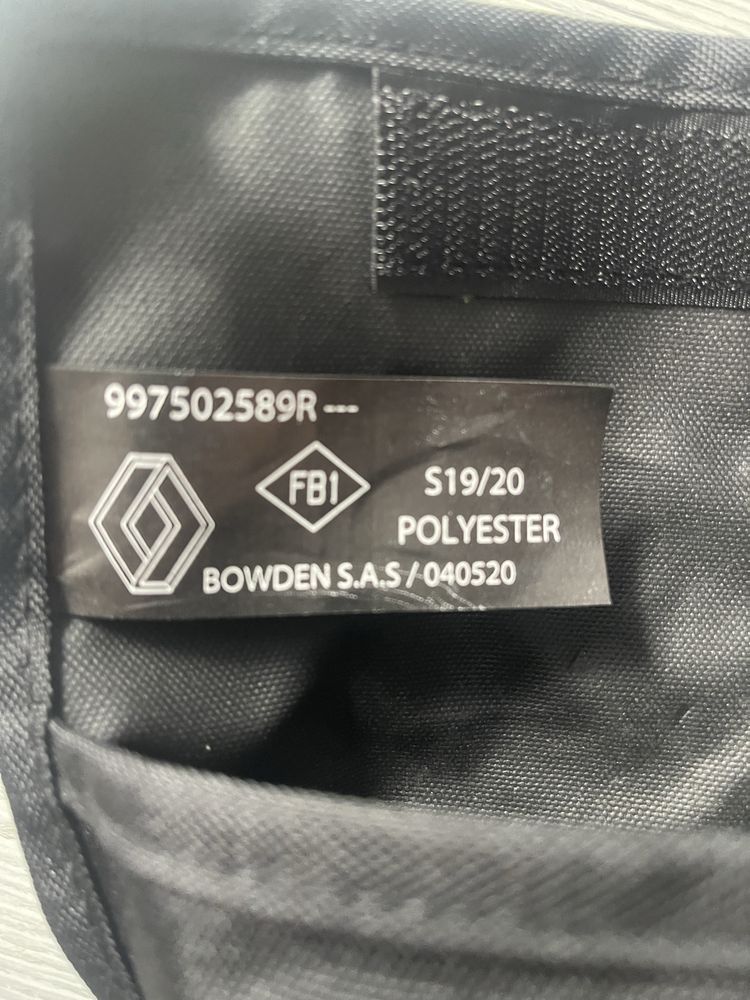 997502589R ---
FB1
S19/20
POLYESTER
BOWDEN S.A.S / 040520